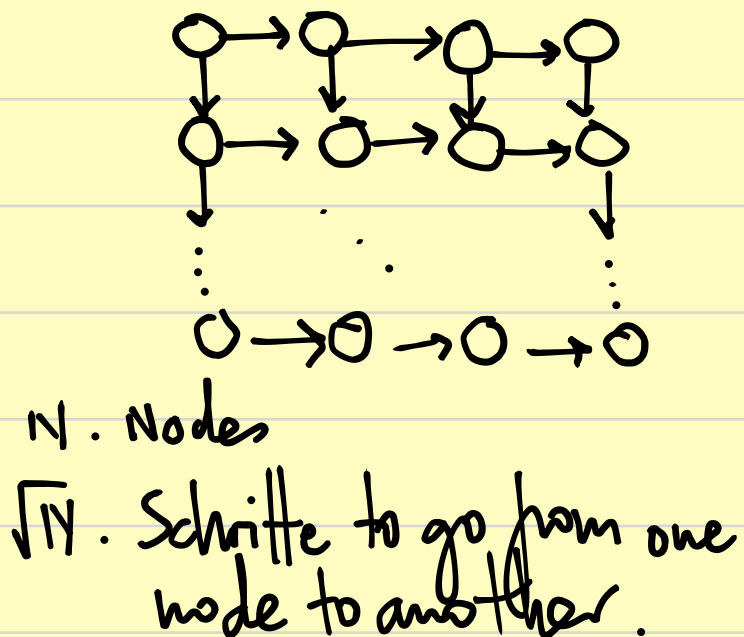 N. Nodes
√N. Schritte to go from one
node to another.